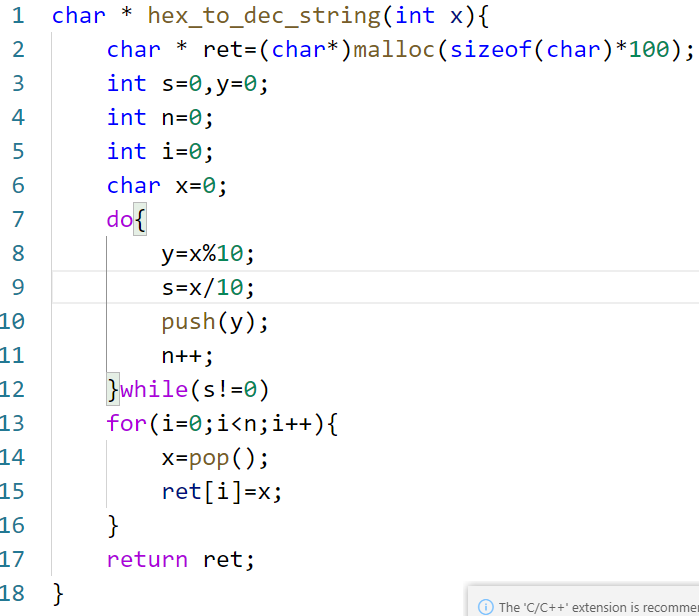 1 char * hex_to_dec_string(int x){
2 char * ret=(char*)malloc(sizeof(char)*100);
3 int s=0,y=0;
4 int n=0;
5 int i=0;
6 char x=0;
7 do{
8 y=x%10;
9 s=x/10;
10 push(y);
11 n++;
12 }while(s!=0)
13 for(i=0;i<n;i++){
14 x=pop();
15 ret[i]=x;
16 }
17 return ret;
18 }
The 'C/C++' extension is recomme